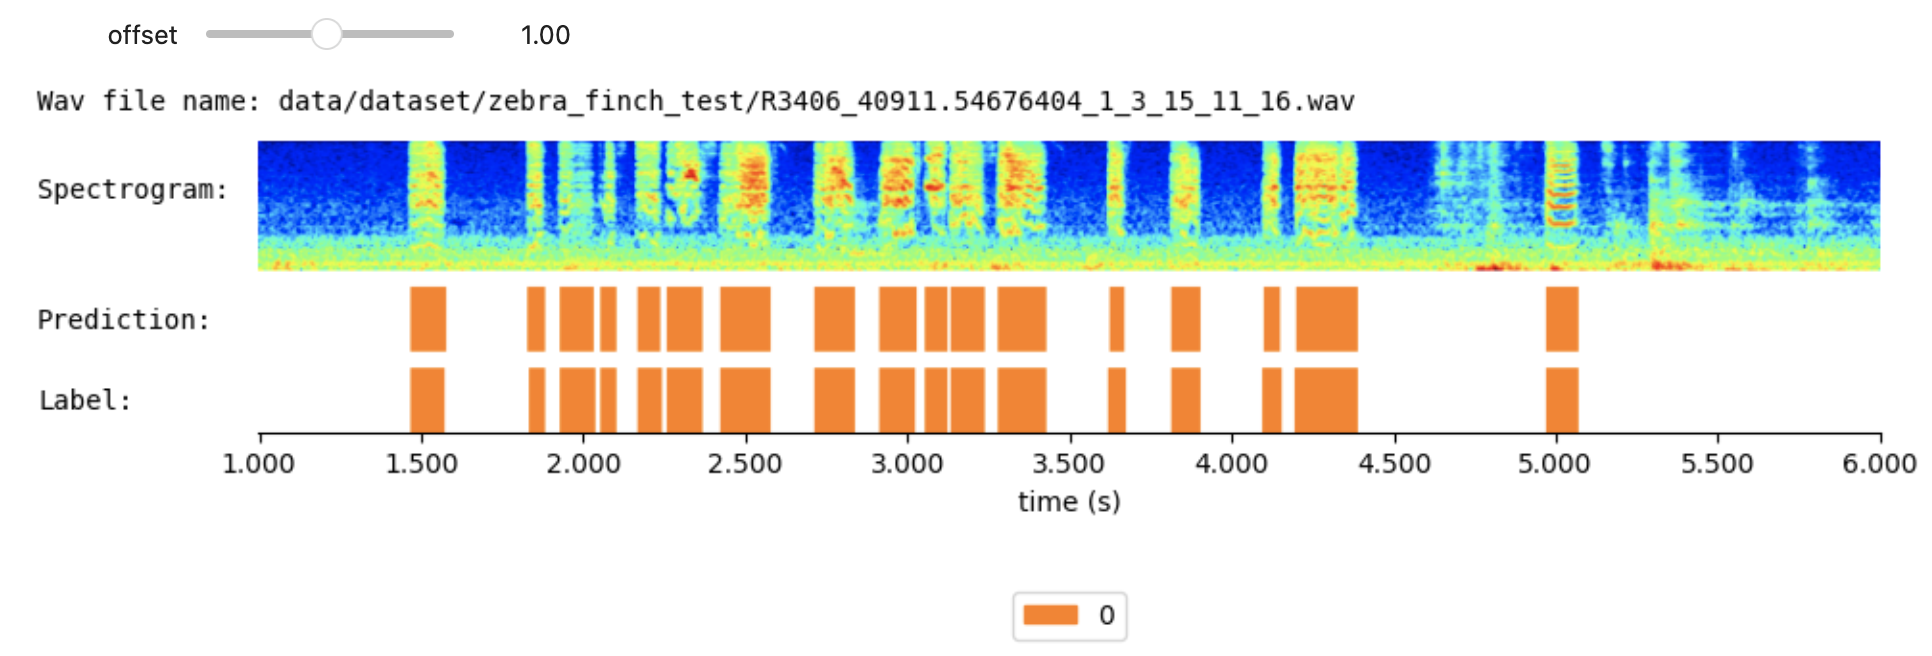 offset 1.00
Wav file name: data/dataset/zebra_finch_test/R3406_40911.54676404_1_3_15_11_16.wav
Spectrogram:
Prediction:
Label:
1.000 1.500 2.000 2.500 3.000 3.500 4.000 4.500 5.000 5.500 6.000
time (s)
0